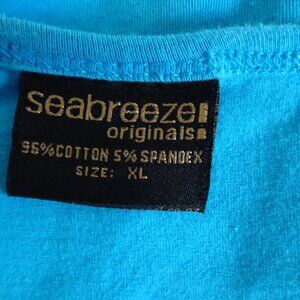 seabreeze
originals
95%COTTON 5% SPANDEX
SIZE: XL